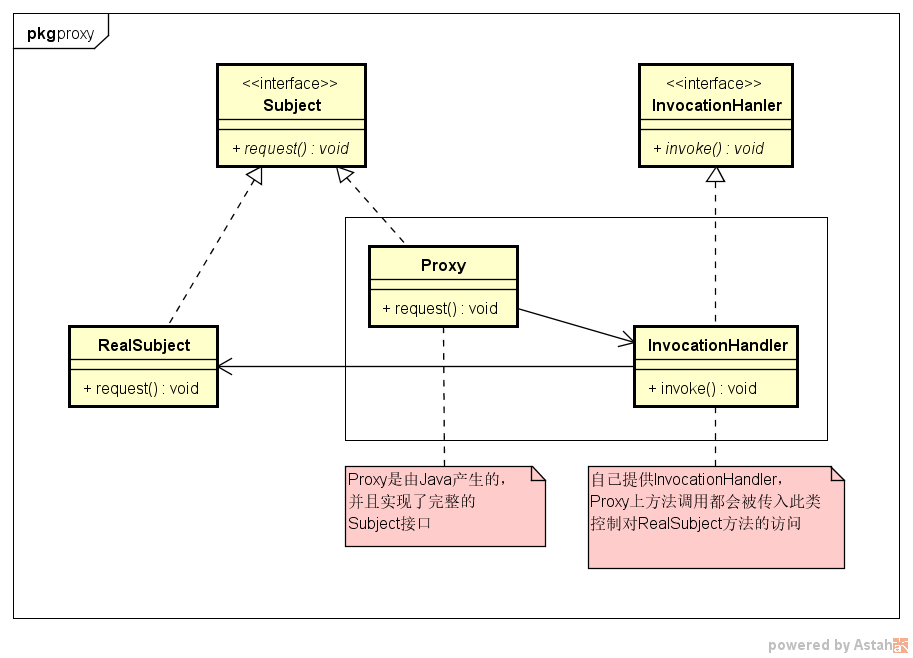 pkg proxy
<<interface>>
Subject
+ request() : void
<<interface>>
InvocationHanler
+ invoke() : void
Proxy
+ request() : void
RealSubject
+ request() : void
InvocationHandler
+ invoke() : void
Proxy是由Java产生的，
并且实现了完整的
Subject接口
自己提供InvocationHandler，
Proxy上方法调用都会被传入此类
控制对RealSubject方法的访问
powered by Astah